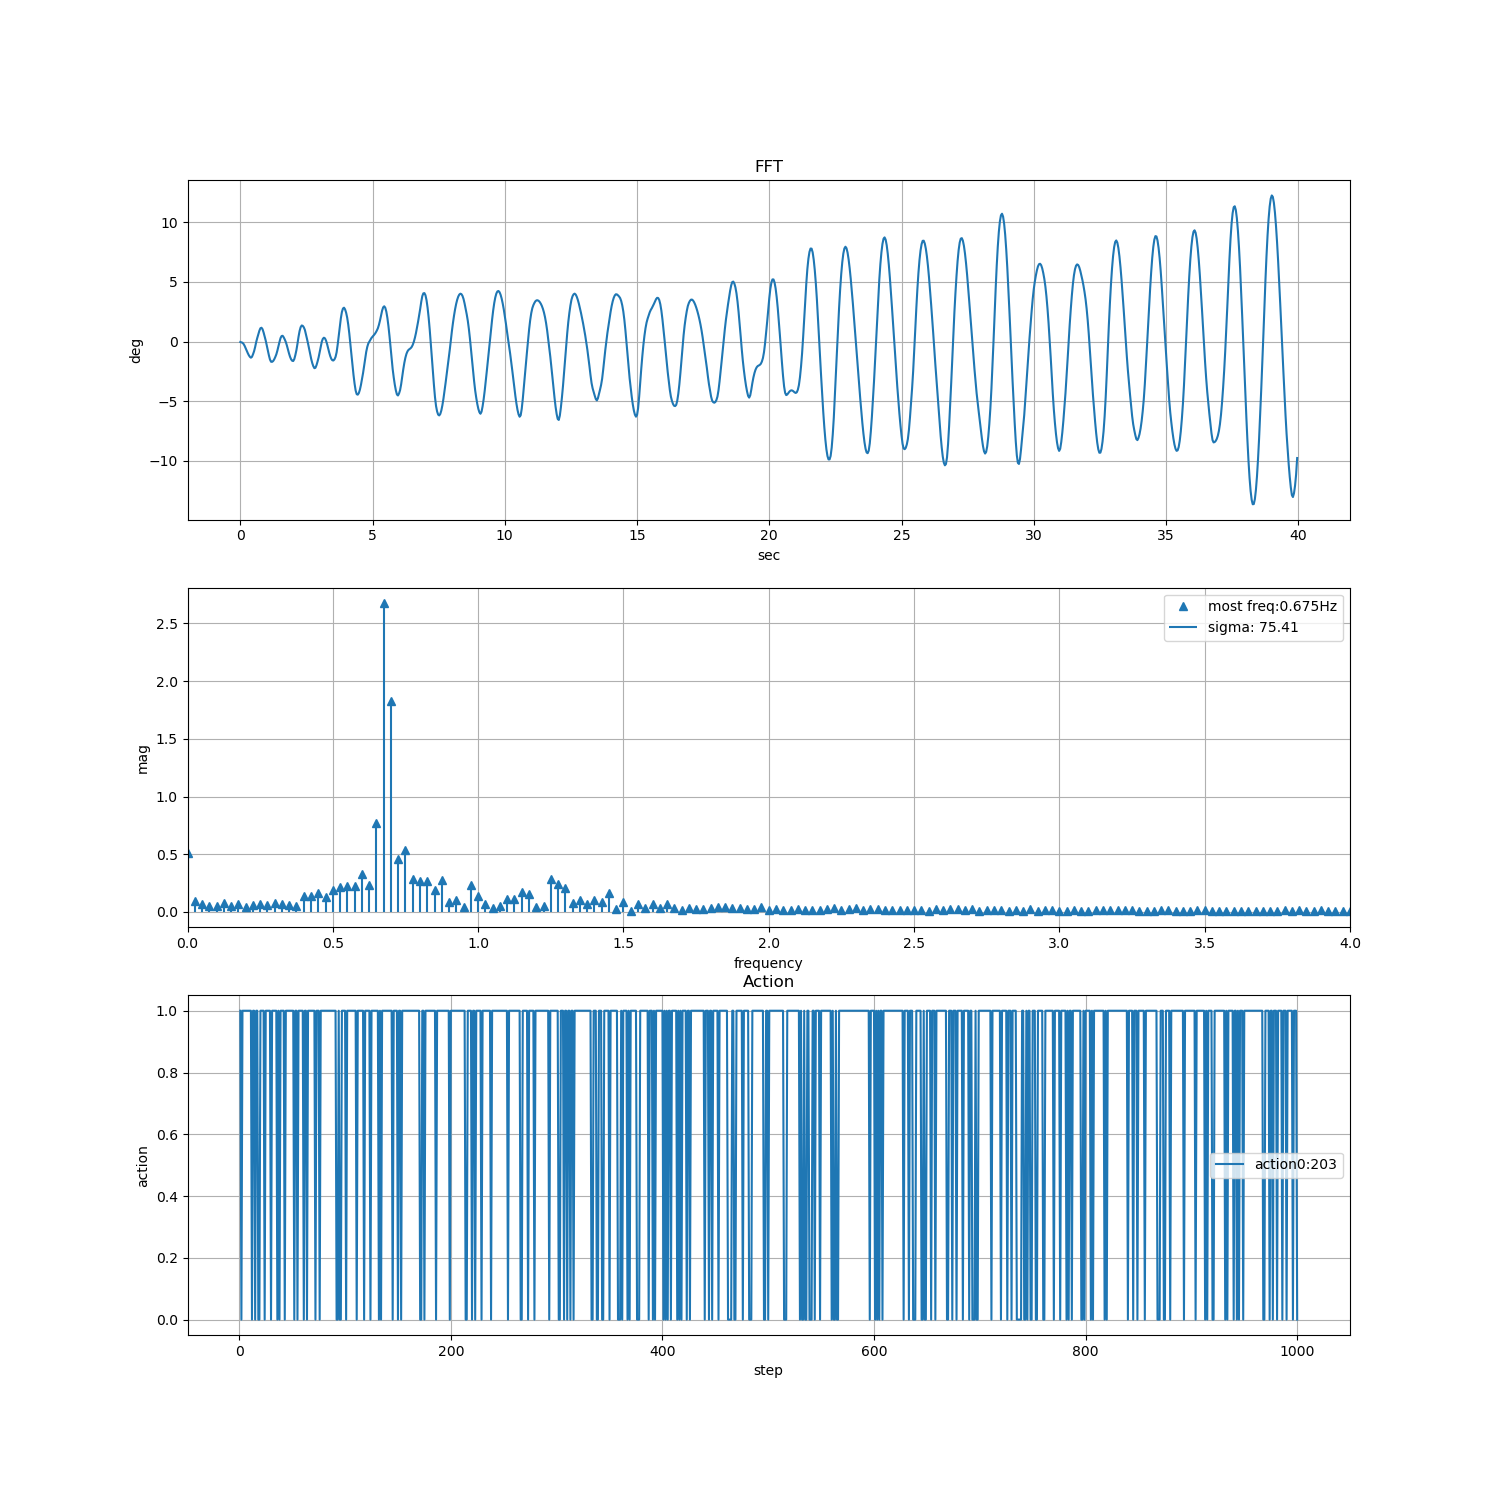 FFT
10
5
0
−5
−10
deg
0 5 10 15 20 25 30 35 40
sec
most freq:0.675Hz
sigma: 75.41
2.5
2.0
1.5
1.0
0.5
0.0
mag
0.0 0.5 1.0 1.5 2.0 2.5 3.0 3.5 4.0
frequency
Action
1.0
0.8
0.6
0.4
0.2
0.0
action
action0:203
0 200 400 600 800 1000
step